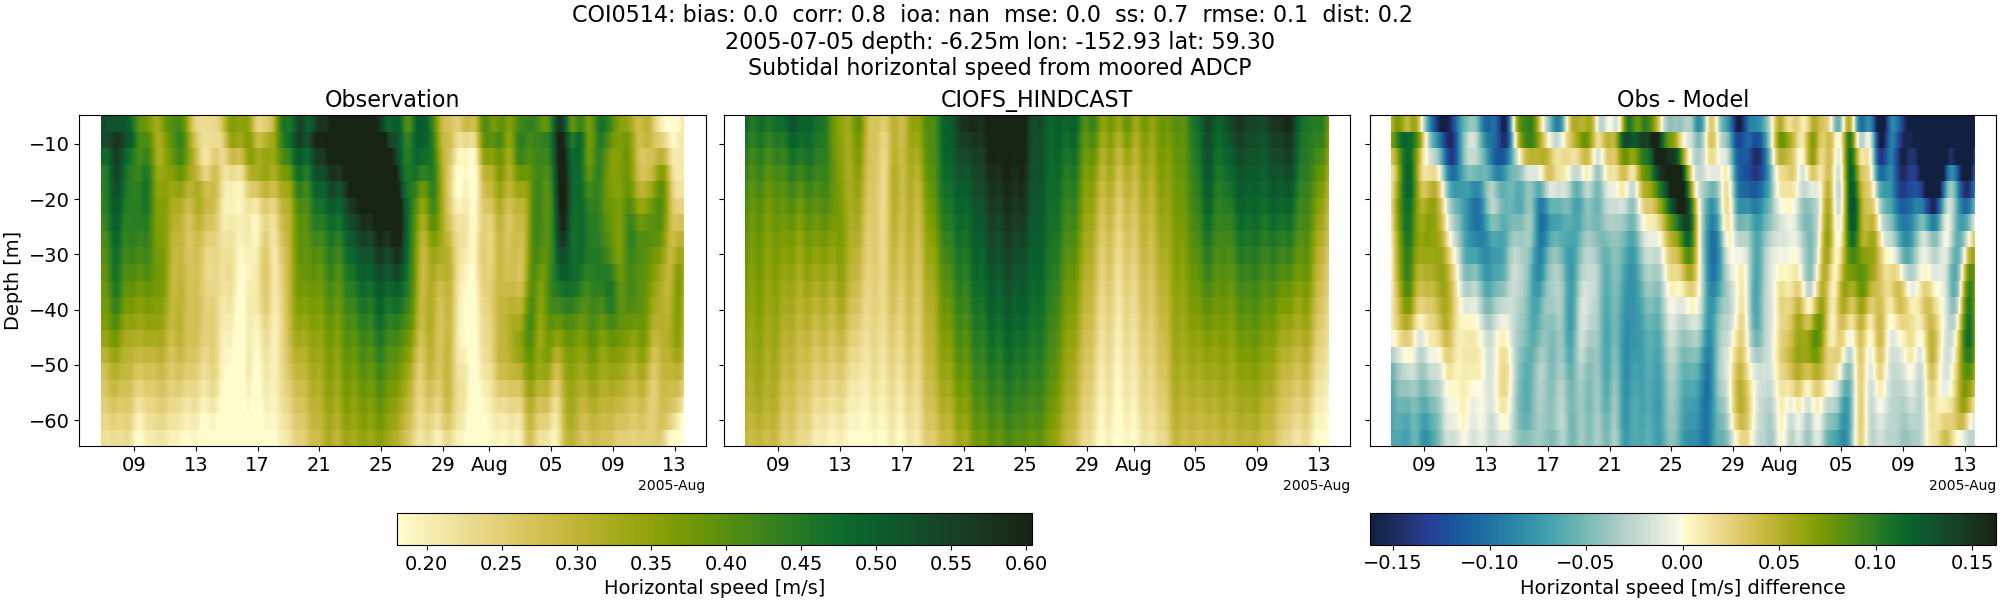 COI0514: bias: 0.0 corr: 0.8 ioa: nan mse: 0.0 ss: 0.7 rmse: 0.1 dist: 0.2
2005-07-05 depth: -6.25m lon: -152.93 lat: 59.30
Subtidal horizontal speed from moored ADCP
Observation
CIOFS_HINDCAST
Obs - Model
Depth [m]
−10
−20
−30
−40
−50
−60
09 13 17 21 25 29 Aug 05 09 13
2005-Aug
09 13 17 21 25 29 Aug 05 09 13
2005-Aug
09 13 17 21 25 29 Aug 05 09 13
2005-Aug
0.20 0.25 0.30 0.35 0.40 0.45 0.50 0.55 0.60
Horizontal speed [m/s]
−0.15 −0.10 −0.05 0.00 0.05 0.10 0.15
Horizontal speed [m/s] difference